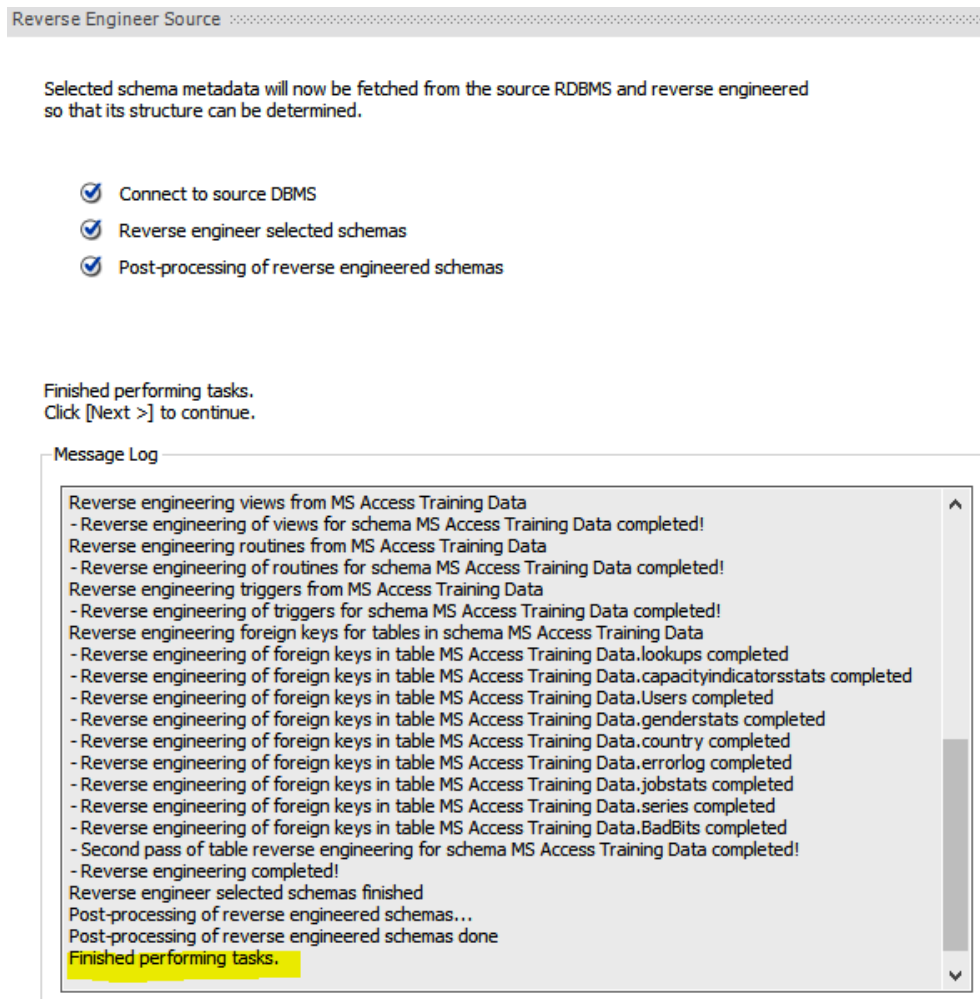 Reverse Engineer Source
Selected schema metadata will now be fetched from the source RDBMS and reverse engineered
so that its structure can be determined.
Connect to source DBMS
Reverse engineer selected schemas
Post-processing of reverse engineered schemas
Finished performing tasks.
Click [Next >] to continue.
Message Log
Reverse engineering views from MS Access Training Data
- Reverse engineering of views for schema MS Access Training Data completed!
Reverse engineering routines from MS Access Training Data
- Reverse engineering of routines for schema MS Access Training Data completed!
Reverse engineering triggers from MS Access Training Data
- Reverse engineering of triggers for schema MS Access Training Data completed!
Reverse engineering foreign keys for tables in schema MS Access Training Data
- Reverse engineering of foreign keys in table MS Access Training Data.lookups completed
- Reverse engineering of foreign keys in table MS Access Training Data.capacityindicatorsstats completed
- Reverse engineering of foreign keys in table MS Access Training Data.Users completed
- Reverse engineering of foreign keys in table MS Access Training Data.genderstats completed
- Reverse engineering of foreign keys in table MS Access Training Data.country completed
- Reverse engineering of foreign keys in table MS Access Training Data.errorlog completed
- Reverse engineering of foreign keys in table MS Access Training Data.jobstats completed
- Reverse engineering of foreign keys in table MS Access Training Data.series completed
- Reverse engineering of foreign keys in table MS Access Training Data.BadBits completed
- Second pass of table reverse engineering for schema MS Access Training Data completed!
- Reverse engineering completed!
Reverse engineer selected schemas finished
Post-processing of reverse engineered schemas...
Post-processing of reverse engineered schemas done
Finished performing tasks.